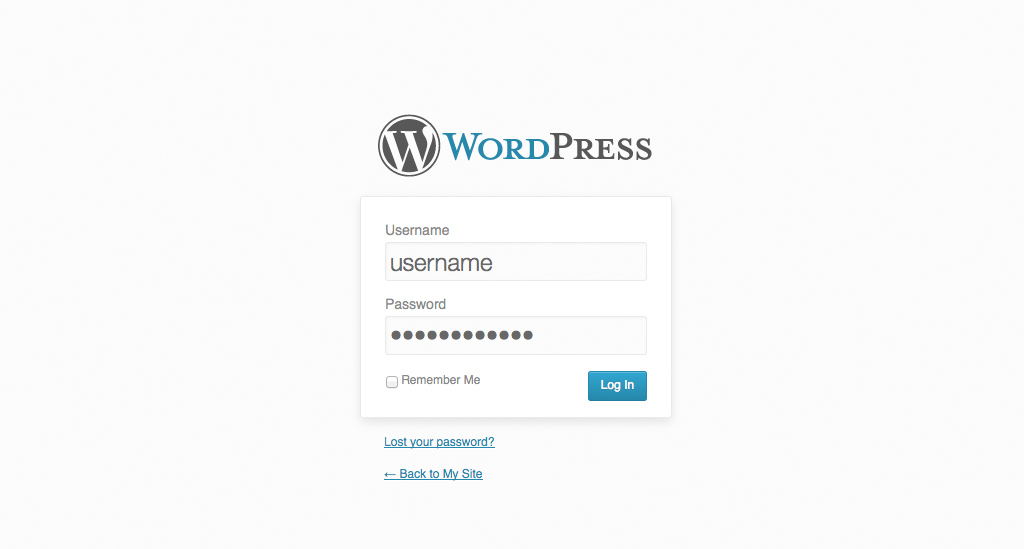 WORDPRESS
Username
username
Password
●●●●●●●●●●●●
Remember Me
Log In
Lost your password?
← Back to My Site